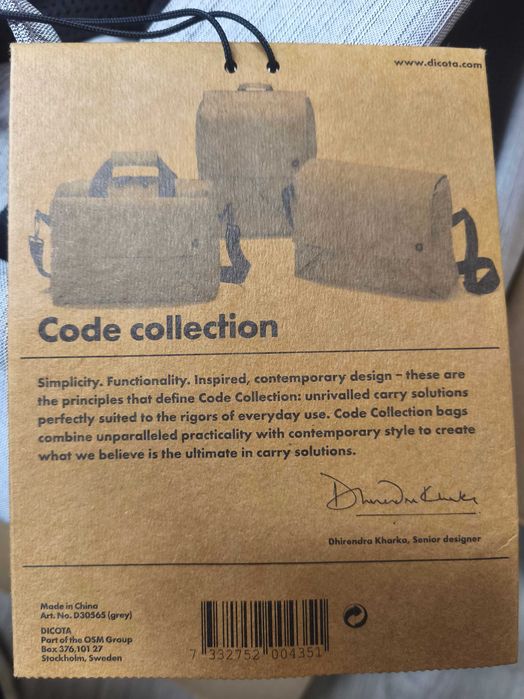 www.dicota.com
Code collection
Simplicity. Functionality. Inspired, contemporary design – these are
the principles that define Code Collection: unrivalled carry solutions
perfectly suited to the rigors of everyday use. Code Collection bags
combine unparalleled practicality with contemporary style to create
what we believe is the ultimate in carry solutions.
Dhirendra Kharka
Dhirendra Kharka, Senior designer
Made in China
Art. No. D30565 (grey)
DICOTA
Part of the OSM Group
Box 376,101 27
Stockholm, Sweden
7 332752 004351